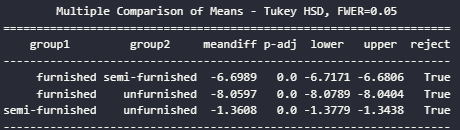 Multiple Comparison of Means - Tukey HSD, FWER=0.05
====================================================================
group1 group2 meandiff p-adj lower upper reject
--------------------------------------------------------------------
furnished semi-furnished -6.6989 0.0 -6.7171 -6.6806 True
furnished unfurnished -8.0597 0.0 -8.0789 -8.0404 True
semi-furnished unfurnished -1.3608 0.0 -1.3779 -1.3438 True
--------------------------------------------------------------------